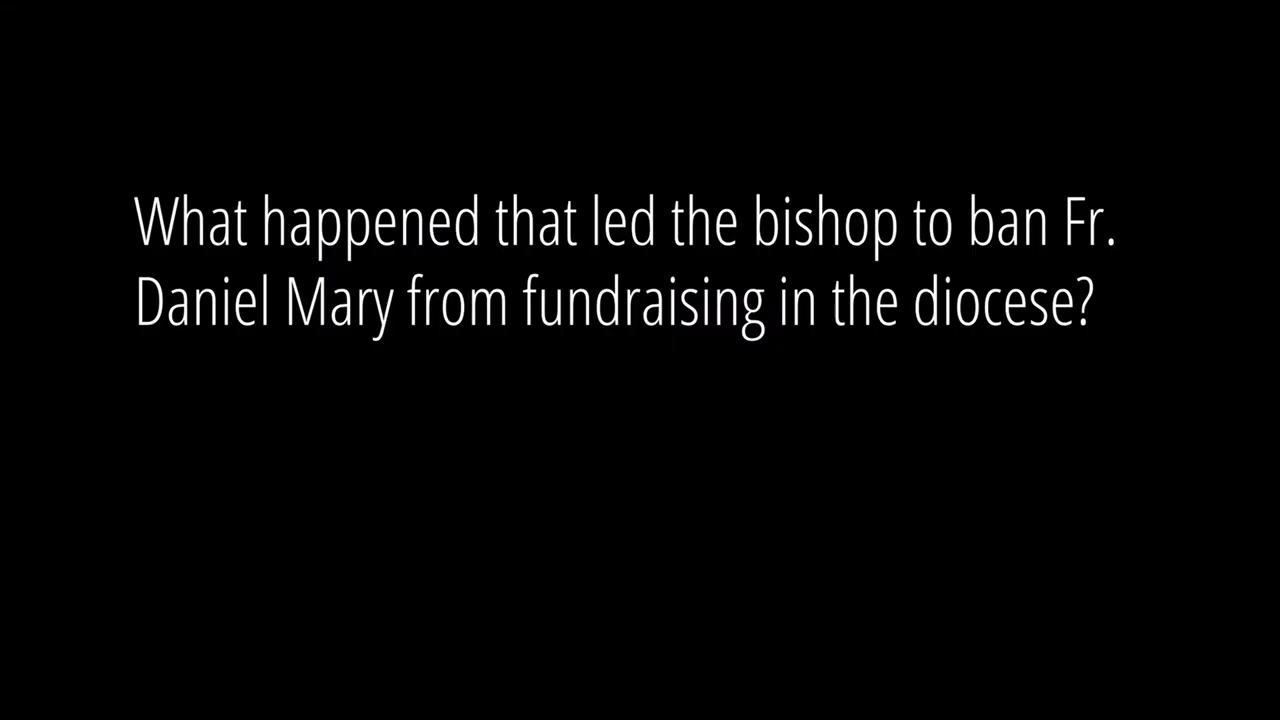 What happened that led the bishop to ban Fr.
Daniel Mary from fundraising in the diocese?